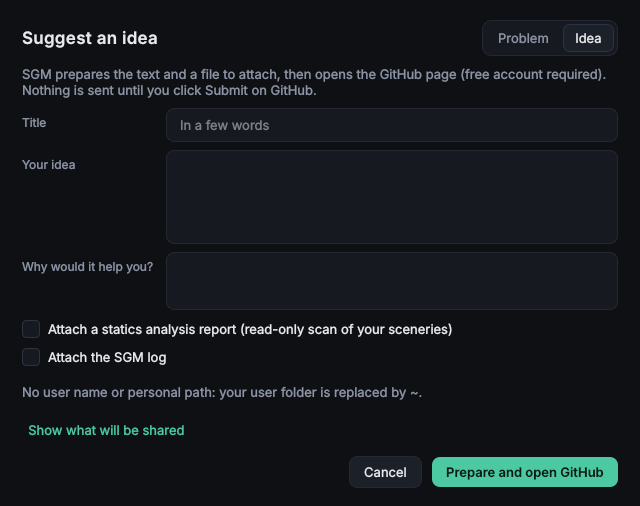 Suggest an idea
Problem
Idea
SGM prepares the text and a file to attach, then opens the GitHub page (free account required).
Nothing is sent until you click Submit on GitHub.
Title
In a few words
Your idea
Why would it help you?
Attach a statics analysis report (read-only scan of your sceneries)
Attach the SGM log
No user name or personal path: your user folder is replaced by ~.
Show what will be shared
Cancel
Prepare and open GitHub